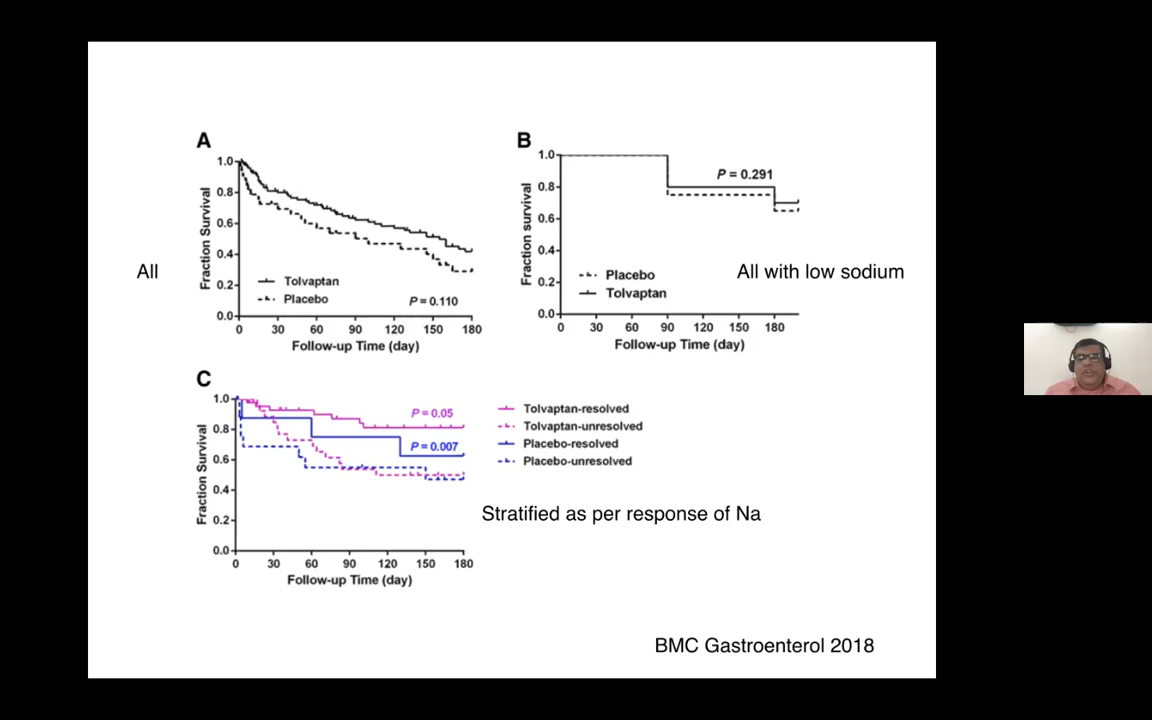 A
1.0
0.8
0.6
0.4
0.2
0.0
Fraction Survival
Tolvaptan
Placebo
P = 0.110
0 30 60 90 120 150 180
Follow-up Time (day)
All
B
1.0
0.8
0.6
0.4
0.2
0.0
Fraction survival
P = 0.291
Placebo
Tolvaptan
0 30 60 90 120 150 180
Follow-up Time (day)
All with low sodium
C
1.0
0.8
0.6
0.4
0.2
0.0
Fraction Survival
P = 0.05
P = 0.007
0 30 60 90 120 150 180
Follow-up Time (day)
Tolvaptan-resolved
Tolvaptan-unresolved
Placebo-resolved
Placebo-unresolved
Stratified as per response of Na
BMC Gastroenterol 2018